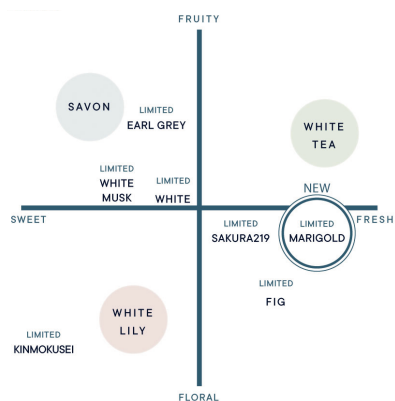 FRUITY
SAVON
LIMITED
EARL GREY
WHITE
TEA
LIMITED
WHITE
MUSK
LIMITED
WHITE
NEW
SWEET
FRESH
LIMITED
SAKURA219
LIMITED
MARIGOLD
LIMITED
FIG
WHITE
LILY
LIMITED
KINMOKUSEI
FLORAL